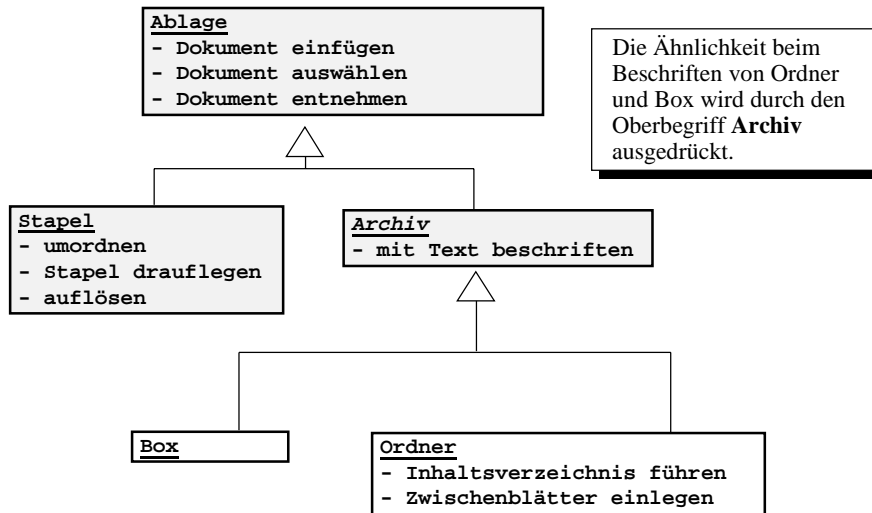 Ablage
- Dokument einfügen
- Dokument auswählen
- Dokument entnehmen
Die Ähnlichkeit beim
Beschriften von Ordner
und Box wird durch den
Oberbegriff Archiv
ausgedrückt.
Stapel
- umordnen
- Stapel drauflegen
- auflösen
Archiv
- mit Text beschriften
Box
Ordner
- Inhaltsverzeichnis führen
- Zwischenblätter einlegen